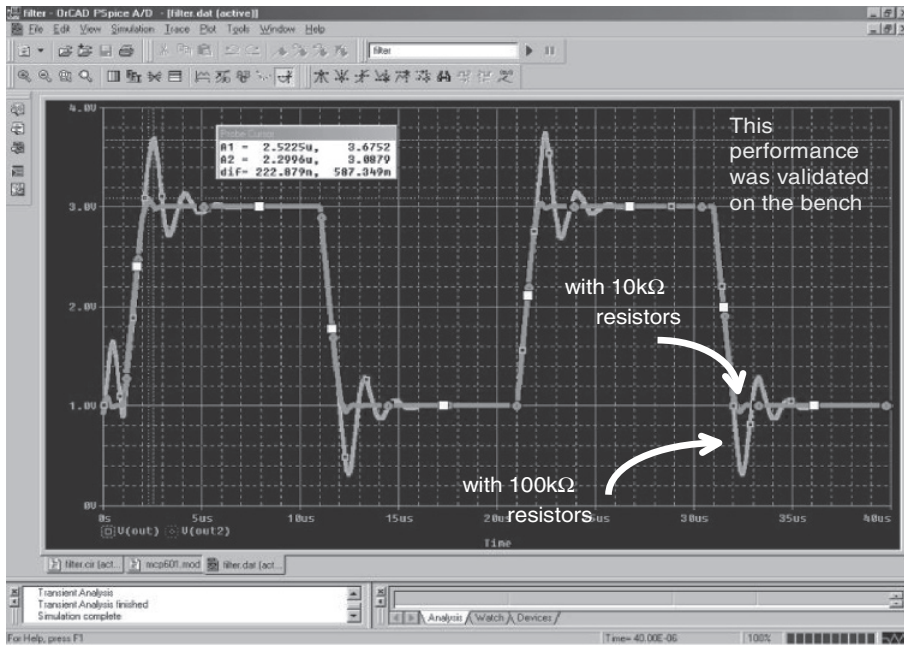 filter - OrCAD PSpice A/D - [filter.dat (active)]
File Edit View Simulation Trace Plot Tools Window Help
filter
4.0V
3.0V
2.0V
1.0V
0V
Probe Cursor
A1 = 2.5225u, 3.6752
A2 = 2.2996u, 3.0879
dif= 222.879n, 587.349m
This
performance
was validated
on the bench
with 10kΩ
resistors
with 100kΩ
resistors
0s 5us 10us 15us 20us 25us 30us 35us 40us
V(out) V(out2)
Time
filter.cir (act... mcp601.mod filter.dat (act...
Transient Analysis
Transient Analysis finished
Simulation complete
Analysis Watch Devices
For Help, press F1
Time= 40.00E-06 100%